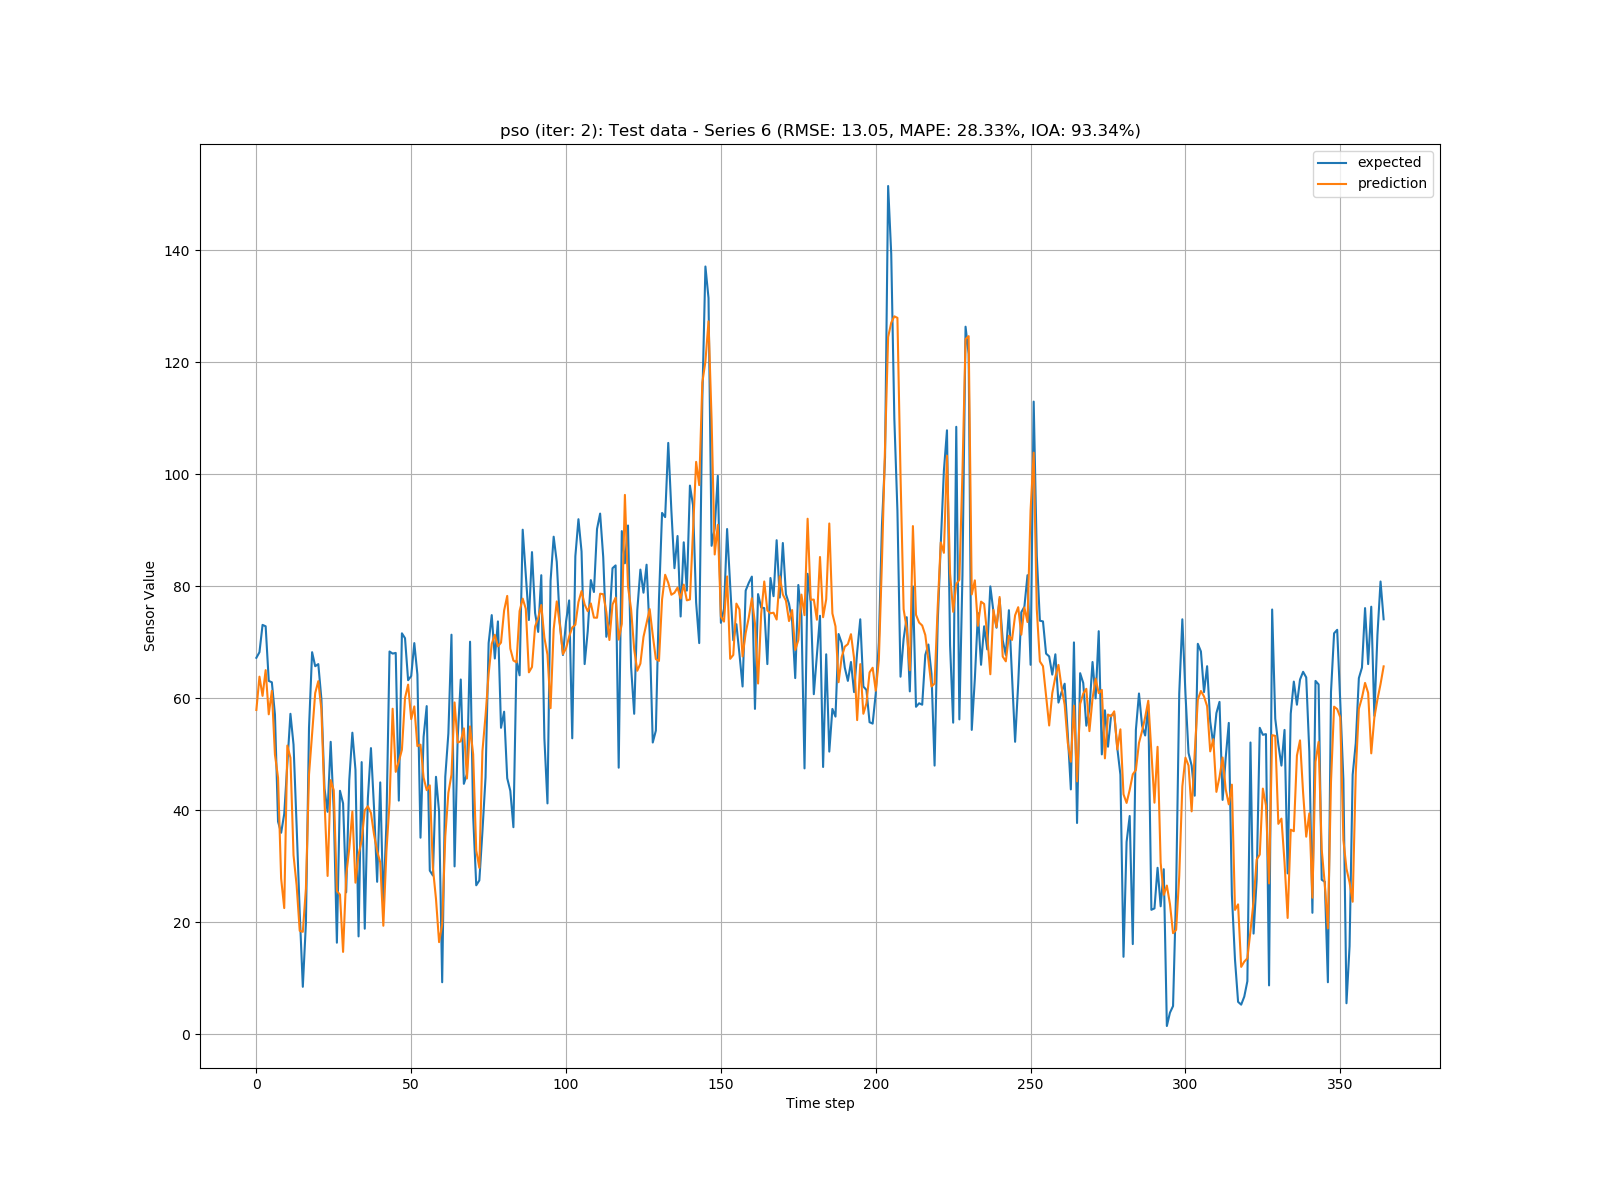 pso (iter: 2): Test data - Series 6 (RMSE: 13.05, MAPE: 28.33%, IOA: 93.34%)
expected
prediction
140
120
100
80
60
40
20
0
Sensor Value
0 50 100 150 200 250 300 350
Time step